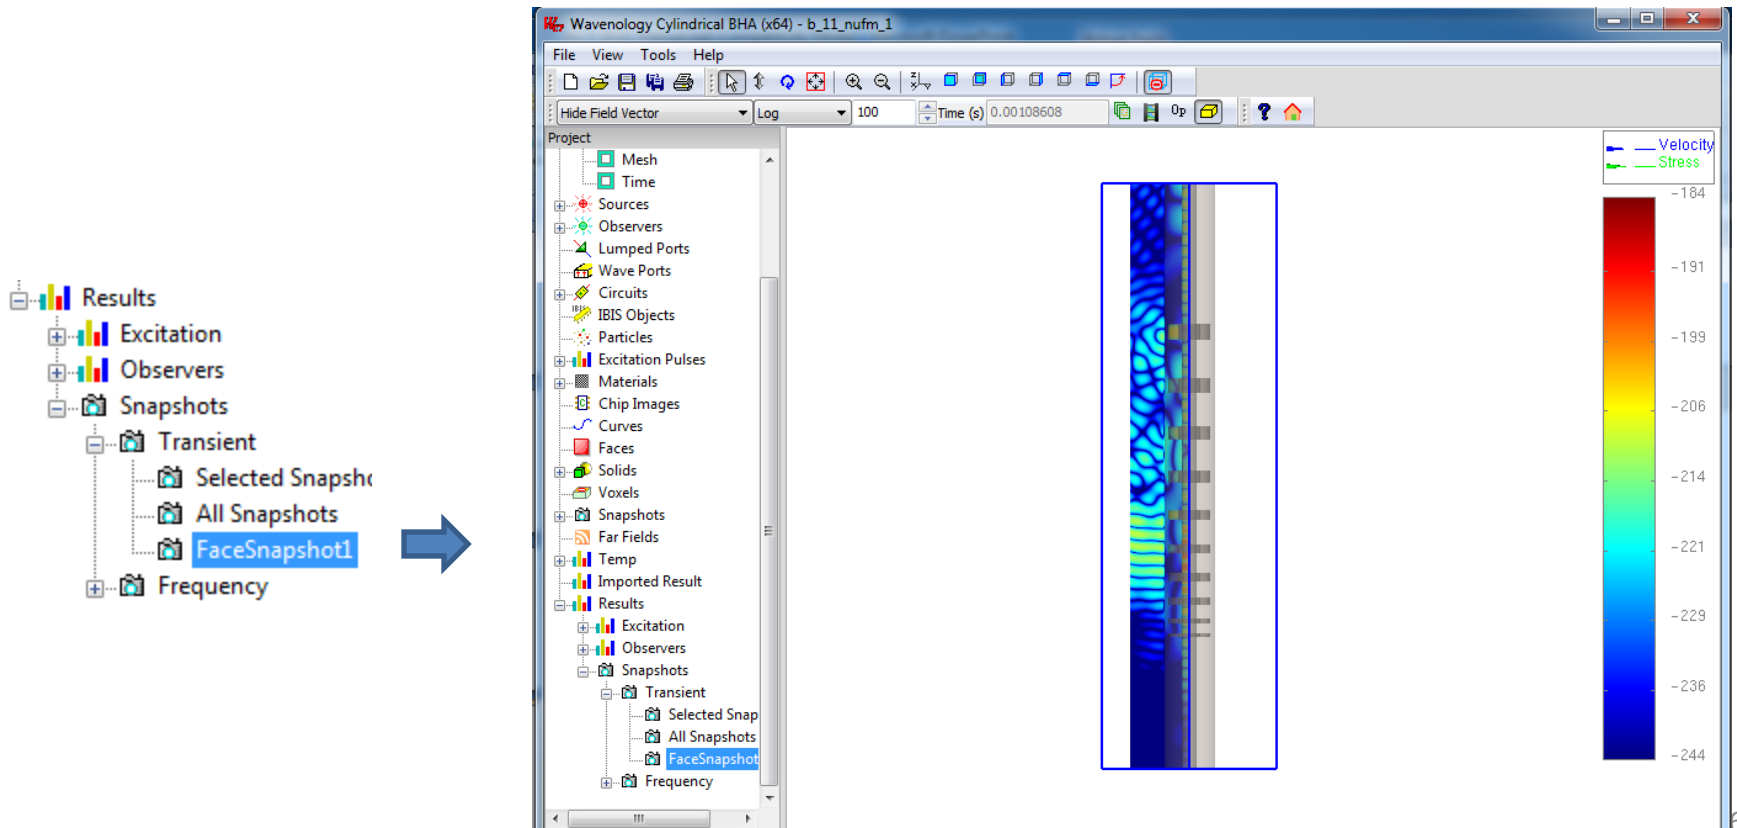 Results
Excitation
Observers
Snapshots
Transient
Selected Snapsho
All Snapshots
FaceSnapshot1
Frequency
Wavenology Cylindrical BHA (x64) - b_11_nufm_1
File View Tools Help
Hide Field Vector Log 100 Time (s) 0.00108608 Op
Project
Mesh
Time
Sources
Observers
Lumped Ports
Wave Ports
Circuits
IBIS Objects
Particles
Excitation Pulses
Materials
Chip Images
Curves
Faces
Solids
Voxels
Snapshots
Far Fields
Temp
Imported Result
Results
Excitation
Observers
Snapshots
Transient
Selected Snap
All Snapshots
FaceSnapshot
Frequency
Velocity
Stress
-184
-191
-199
-206
-214
-221
-229
-236
-244